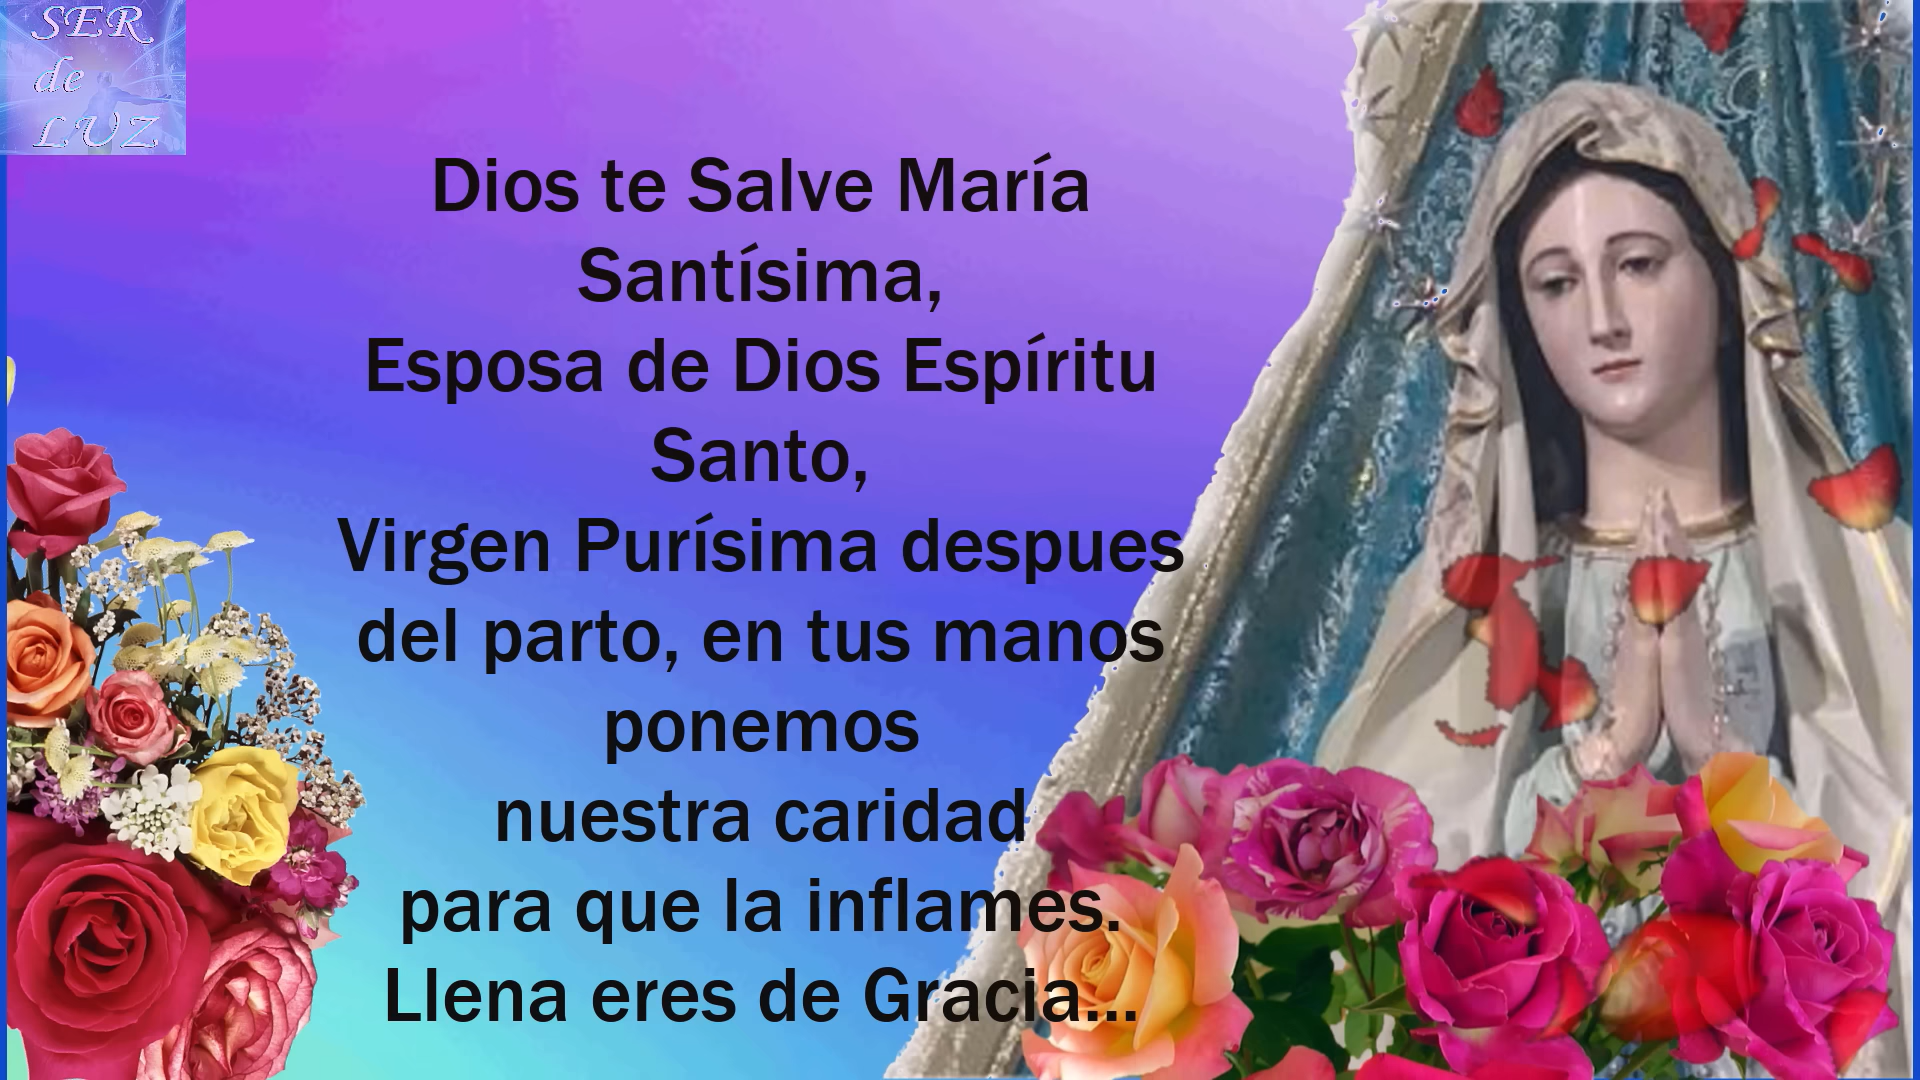 SER
de
LUZ
Dios te Salve María
Santísima,
Esposa de Dios Espíritu
Santo,
Virgen Purísima despues
del parto, en tus manos
ponemos
nuestra caridad
para que la inflames.
Llena eres de Gracia...